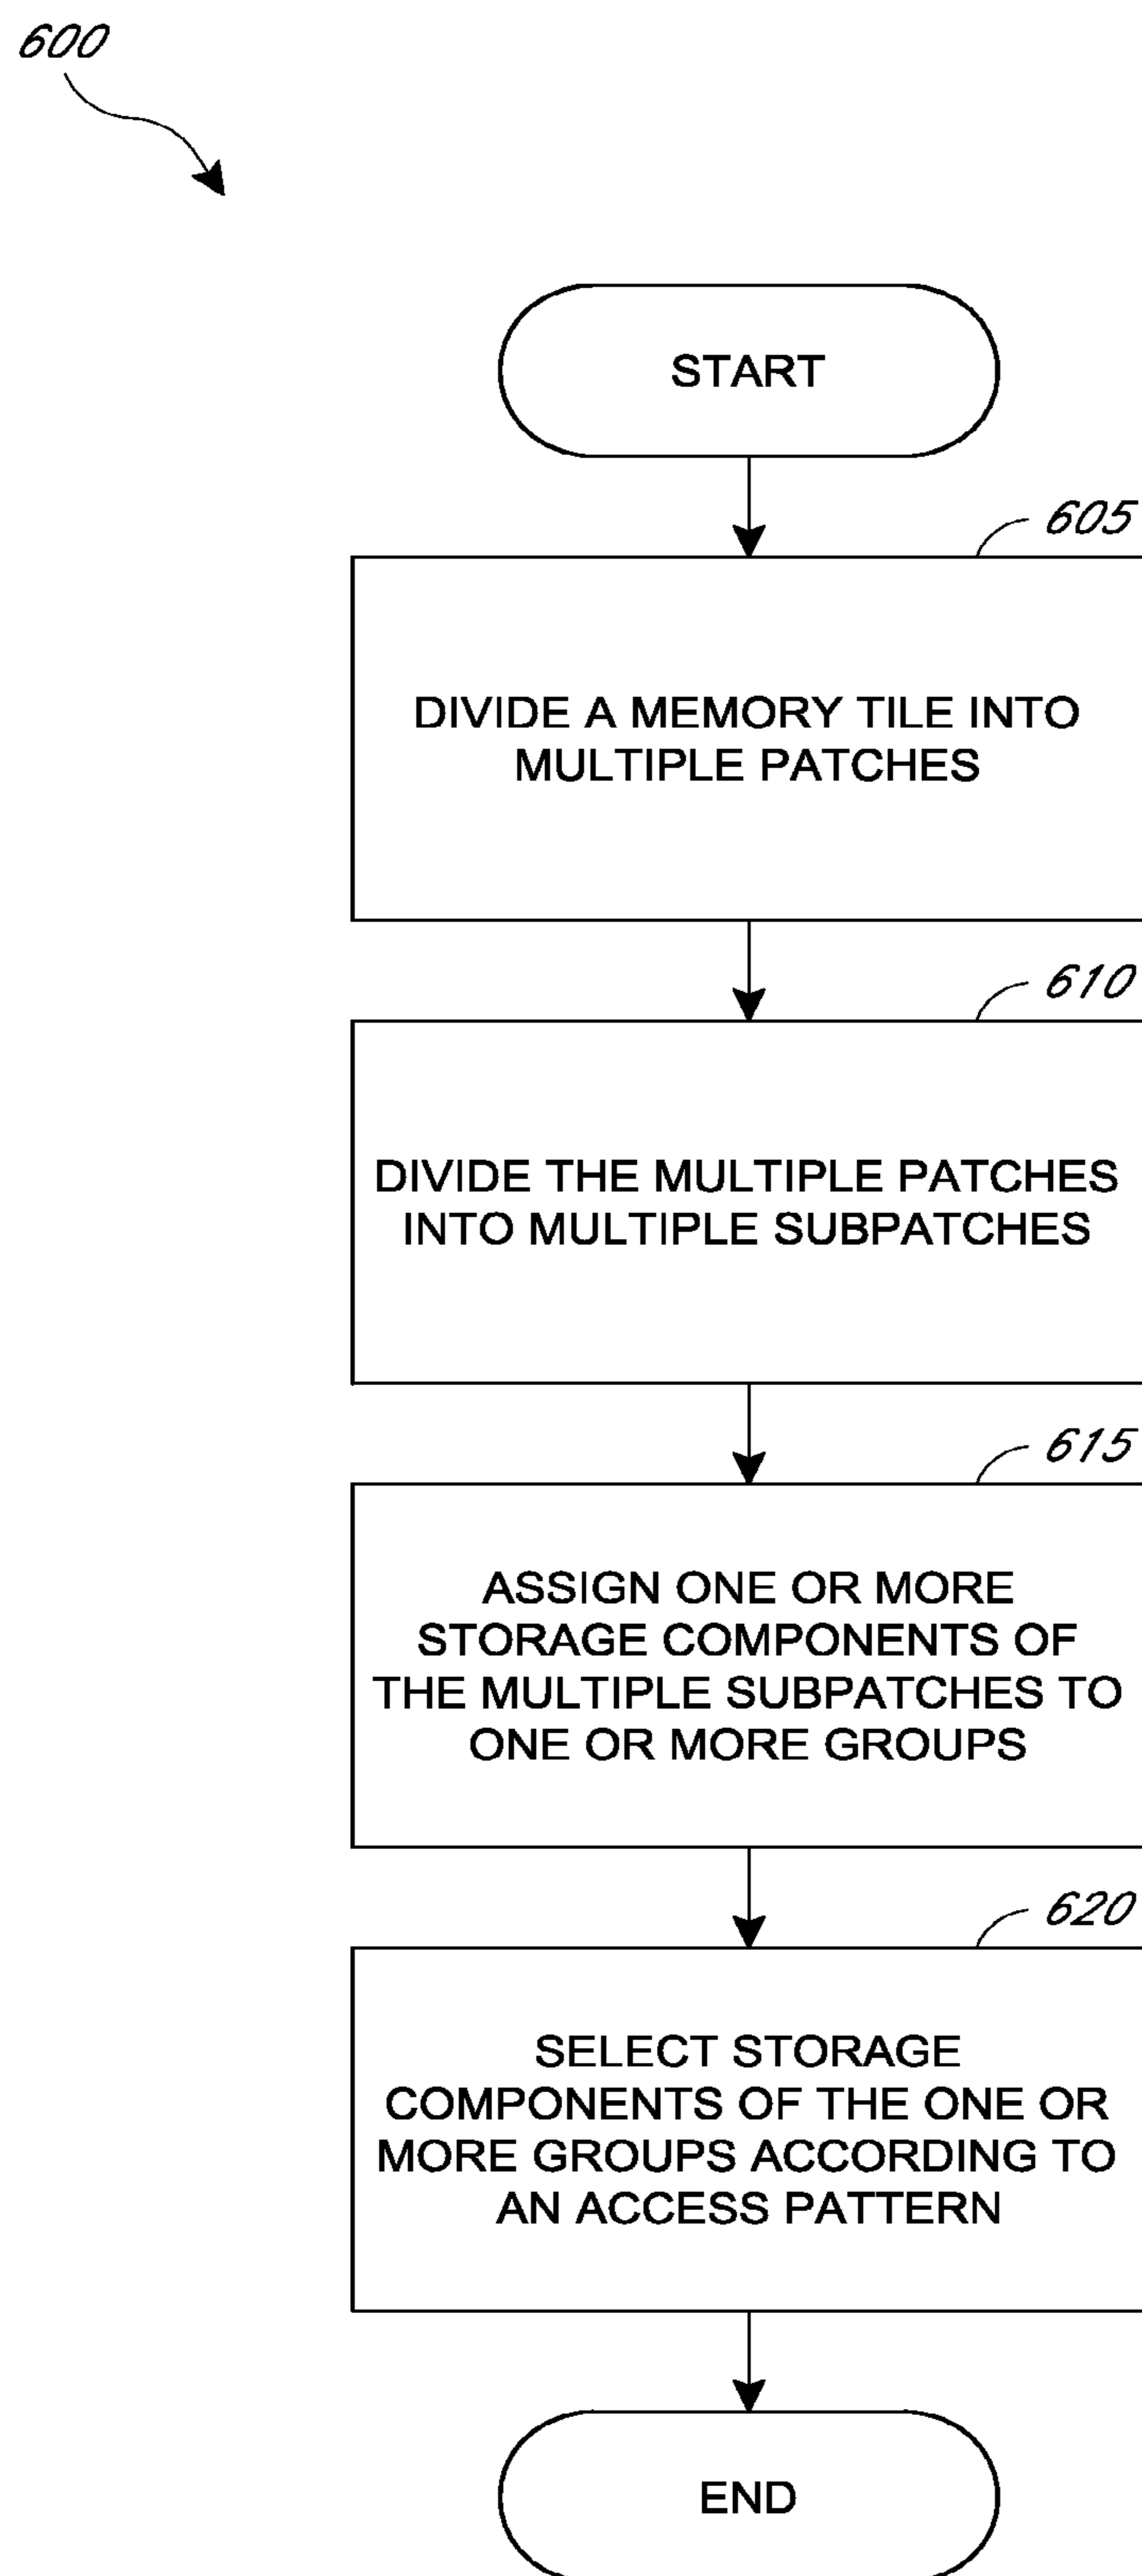 600
START
605
DIVIDE A MEMORY TILE INTO
MULTIPLE PATCHES
610
DIVIDE THE MULTIPLE PATCHES
INTO MULTIPLE SUBPATCHES
615
ASSIGN ONE OR MORE
STORAGE COMPONENTS OF
THE MULTIPLE SUBPATCHES TO
ONE OR MORE GROUPS
620
SELECT STORAGE
COMPONENTS OF THE ONE OR
MORE GROUPS ACCORDING TO
AN ACCESS PATTERN
END